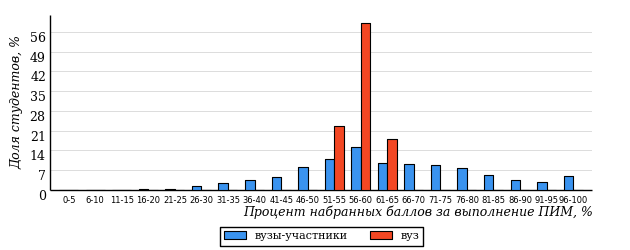 Доля студентов, %
56
49
42
35
28
21
14
7
0
0-5 6-10 11-15 16-20 21-25 26-30 31-35 36-40 41-45 46-50 51-55 56-60 61-65 66-70 71-75 76-80 81-85 86-90 91-95 96-100
Процент набранных баллов за выполнение ПИМ, %
вузы-участники вуз